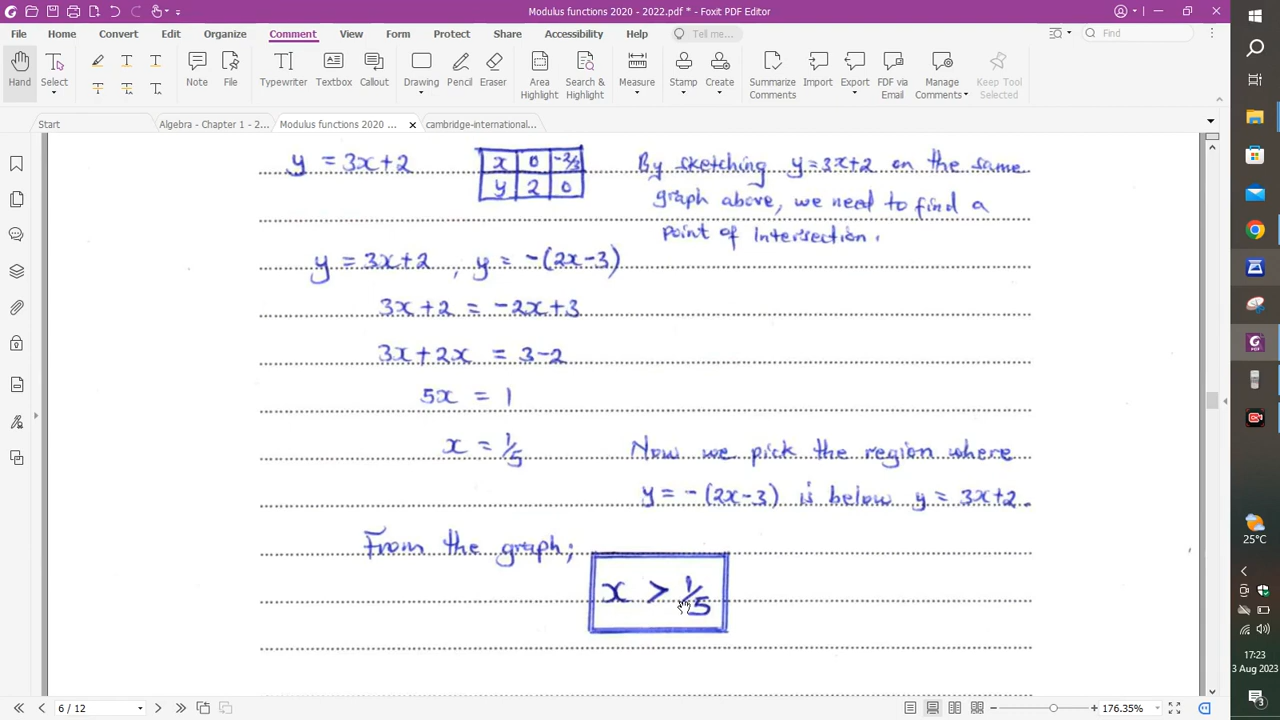 Modulus functions 2020 - 2022.pdf * - Foxit PDF Editor
File Home Convert Edit Organize Comment View Form Protect Share Accessibility Help Tell me... Find
Hand Select Note File Typewriter Textbox Callout Drawing Pencil Eraser Area Highlight Search & Highlight Measure Stamp Create Summarize Comments Import Export FDF via Email Manage Comments Keep Tool Selected
Start Algebra - Chapter 1 - 2... Modulus functions 2020 ... cambridge-international...
y = 3x+2
x 0 -2/3
y 2 0
By sketching y=3x+2 on the same
graph above, we need to find a
point of intersection.
y = 3x+2 , y = -(2x-3)
3x+2 = -2x+3
3x+2x = 3-2
5x = 1
x = 1/5
Now we pick the region where
y = -(2x-3) is below y = 3x+2.
From the graph;
x > 1/5
6 / 12
176.35%
25°C
17:23
3 Aug 2023
3